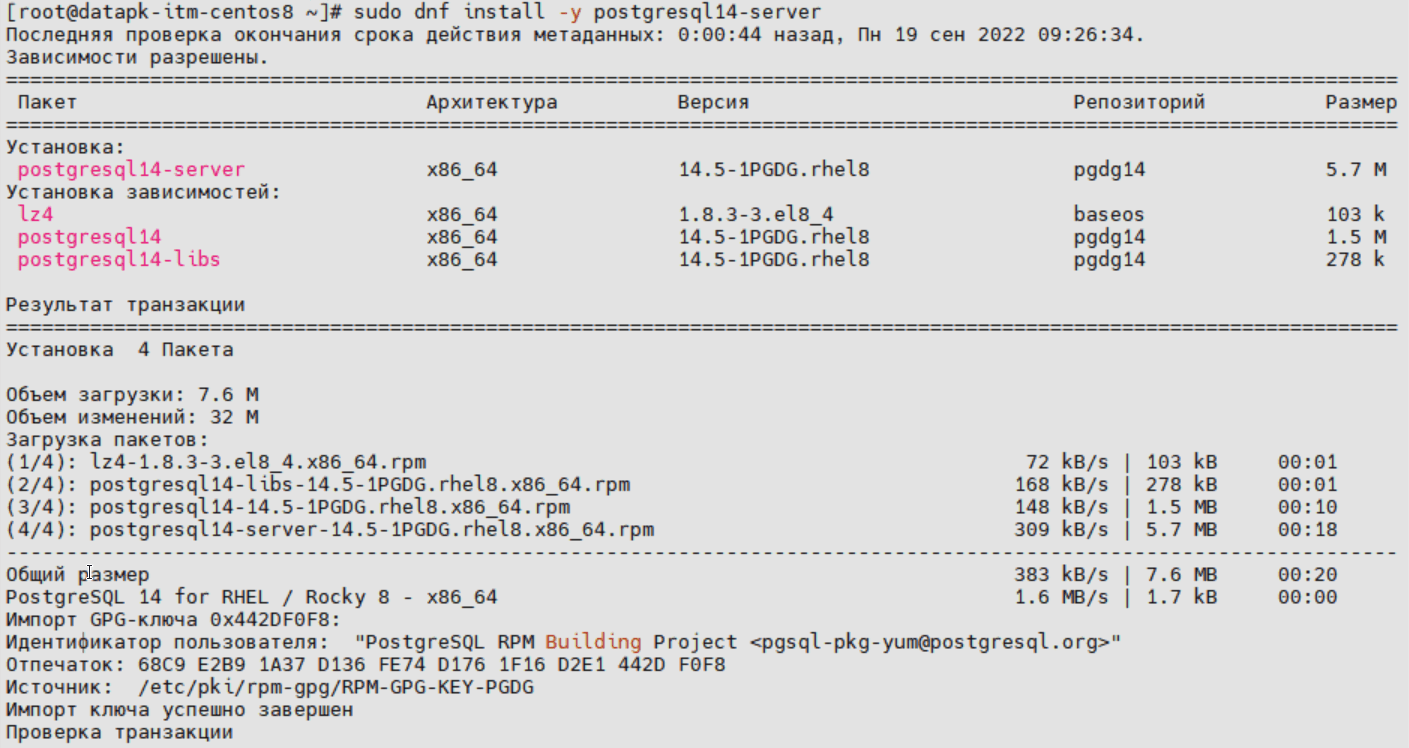 [root@datapk-itm-centos8 ~]# sudo dnf install -y postgresql14-server
Последняя проверка окончания срока действия метаданных: 0:00:44 назад, Пн 19 сен 2022 09:26:34.
Зависимости разрешены.
================================================================================
Пакет Архитектура Версия Репозиторий Размер
================================================================================
Установка:
postgresql14-server x86_64 14.5-1PGDG.rhel8 pgdg14 5.7 M
Установка зависимостей:
lz4 x86_64 1.8.3-3.el8_4 baseos 103 k
postgresql14 x86_64 14.5-1PGDG.rhel8 pgdg14 1.5 M
postgresql14-libs x86_64 14.5-1PGDG.rhel8 pgdg14 278 k
Результат транзакции
================================================================================
Установка 4 Пакета
Объем загрузки: 7.6 M
Объем изменений: 32 M
Загрузка пакетов:
(1/4): lz4-1.8.3-3.el8_4.x86_64.rpm 72 kB/s | 103 kB 00:01
(2/4): postgresql14-libs-14.5-1PGDG.rhel8.x86_64.rpm 168 kB/s | 278 kB 00:01
(3/4): postgresql14-14.5-1PGDG.rhel8.x86_64.rpm 148 kB/s | 1.5 MB 00:10
(4/4): postgresql14-server-14.5-1PGDG.rhel8.x86_64.rpm 309 kB/s | 5.7 MB 00:18
--------------------------------------------------------------------------------
Общий размер 383 kB/s | 7.6 MB 00:20
PostgreSQL 14 for RHEL / Rocky 8 - x86_64 1.6 MB/s | 1.7 kB 00:00
Импорт GPG-ключа 0x442DF0F8:
Идентификатор пользователя: "PostgreSQL RPM Building Project <pgsql-pkg-yum@postgresql.org>"
Отпечаток: 68C9 E2B9 1A37 D136 FE74 D176 1F16 D2E1 442D F0F8
Источник: /etc/pki/rpm-gpg/RPM-GPG-KEY-PGDG
Импорт ключа успешно завершен
Проверка транзакции